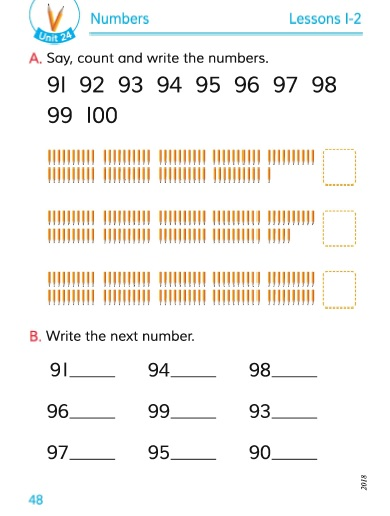 Unit 24
Numbers Lessons 1-2
A. Say, count and write the numbers.
91 92 93 94 95 96 97 98
99 100
B. Write the next number.
91_____ 94_____ 98_____
96_____ 99_____ 93_____
97_____ 95_____ 90_____
2018
48